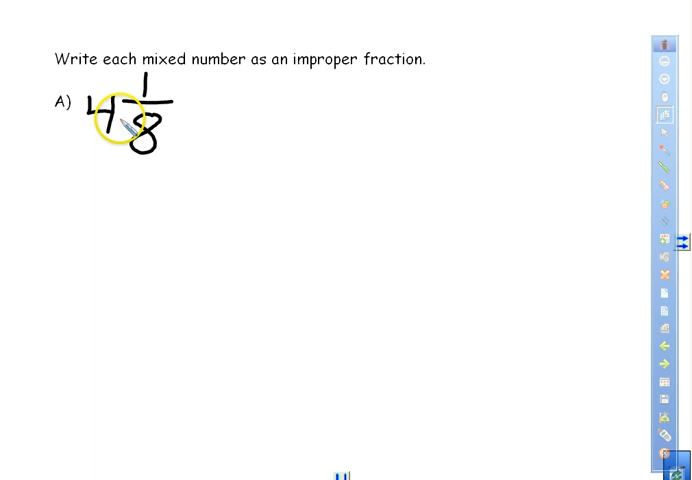 Write each mixed number as an improper fraction.
A) 4 1/8